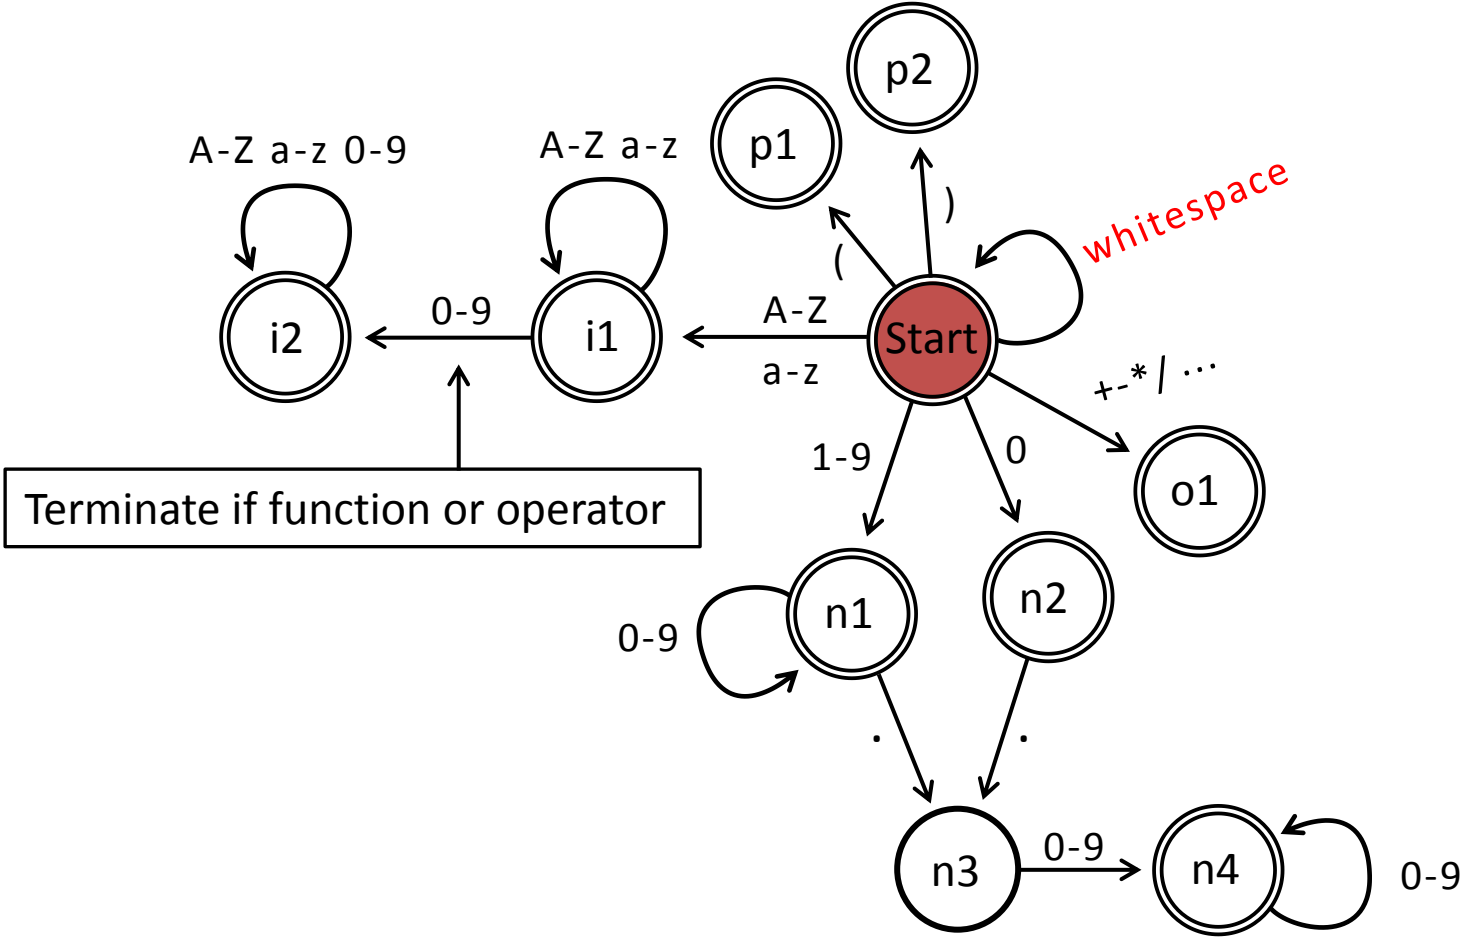 p2
p1
A-Z a-z 0-9
A-Z a-z
)
whitespace
(
i2
0-9
i1
A-Z
a-z
Start
+-*/ ...
1-9
0
o1
Terminate if function or operator
0-9
n1
n2
.
.
n3
0-9
n4
0-9